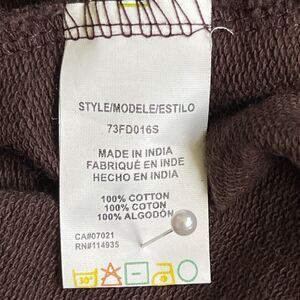 STYLE/MODELE/ESTILO
73FD016S
MADE IN INDIA
FABRIQUÉ EN INDE
HECHO EN INDIA
100% COTTON
100% COTON
100% ALGODÓN
CA#07021
RN#114935
30°